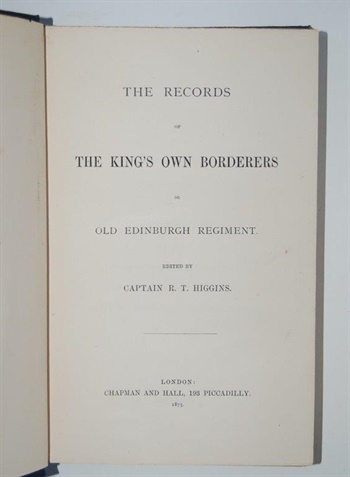 THE RECORDS
OF
THE KING'S OWN BORDERERS
OR
OLD EDINBURGH REGIMENT.
EDITED BY
CAPTAIN R. T. HIGGINS.
LONDON:
CHAPMAN AND HALL, 193 PICCADILLY.
1873.